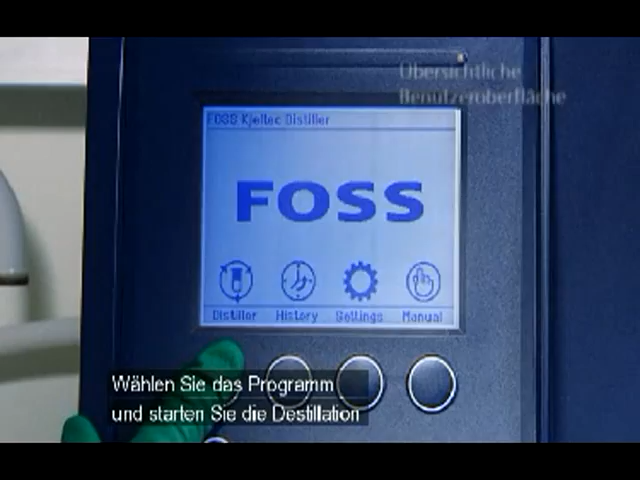 Übersichtliche
Benutzeroberfläche
FOSS Kjeltec Distiller
FOSS
Distiller History Settings Manual
Wählen Sie das Programm
und starten Sie die Destillation